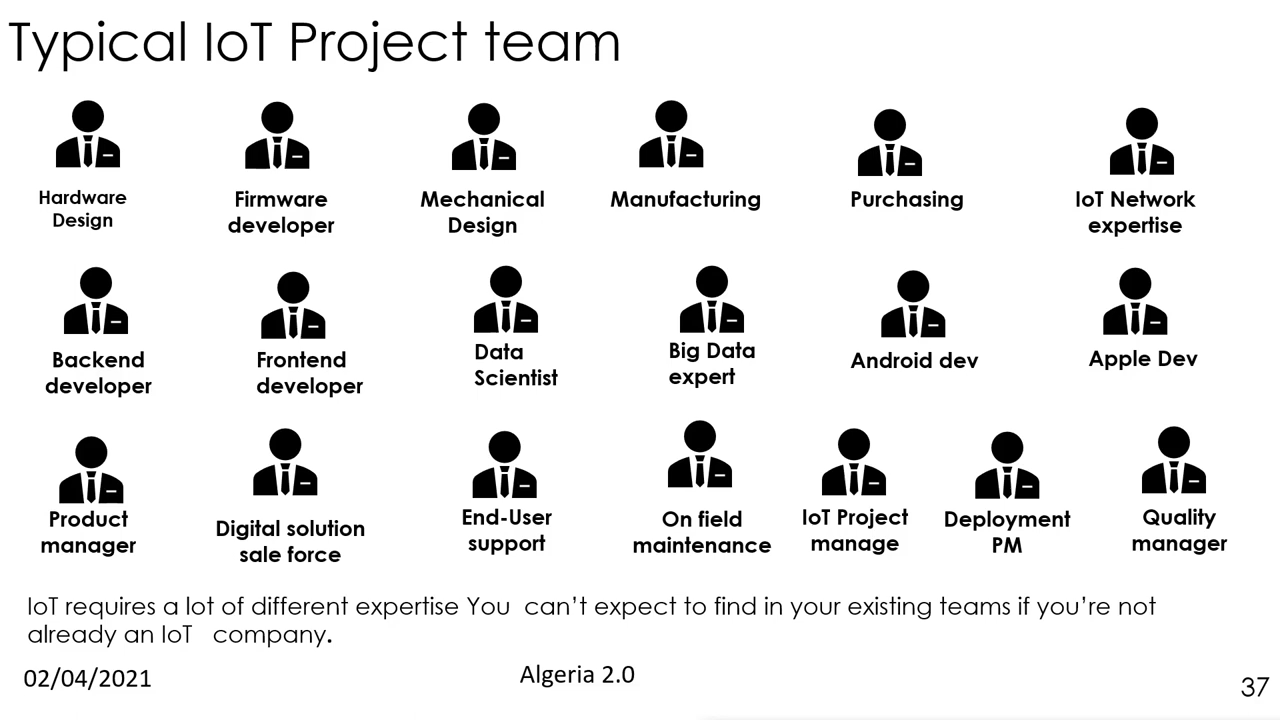 Typical IoT Project team
Hardware
Design
Firmware
developer
Mechanical
Design
Manufacturing
Purchasing
IoT Network
expertise
Backend
developer
Frontend
developer
Data
Scientist
Big Data
expert
Android dev
Apple Dev
Product
manager
Digital solution
sale force
End-User
support
On field
maintenance
IoT Project
manage
Deployment
PM
Quality
manager
IoT requires a lot of different expertise You can’t expect to find in your existing teams if you’re not
already an IoT company.
02/04/2021
Algeria 2.0
37